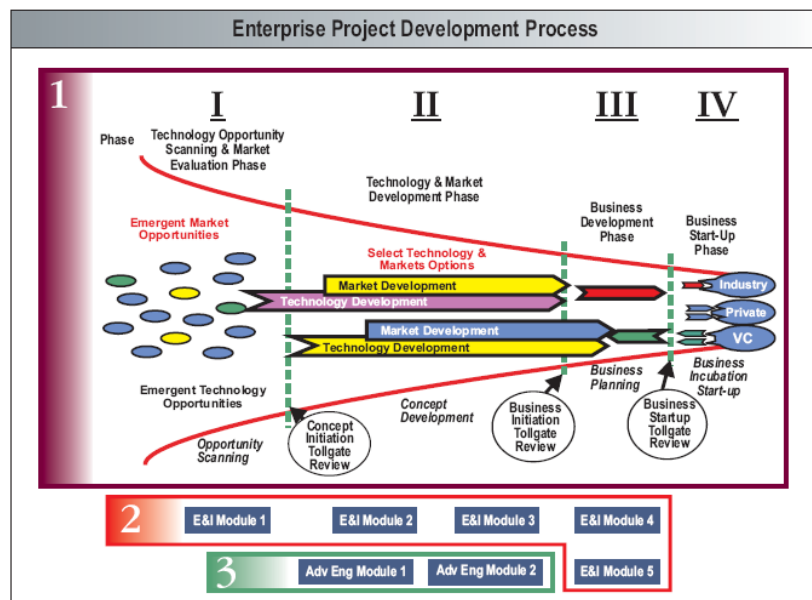 Enterprise Project Development Process
1
I
II
III
IV
Phase
Technology Opportunity
Scanning & Market
Evaluation Phase
Technology & Market
Development Phase
Business
Development
Phase
Business
Start-Up
Phase
Emergent Market
Opportunities
Select Technology &
Markets Options
Market Development
Technology Development
Market Development
Technology Development
Industry
Private
VC
Emergent Technology
Opportunities
Opportunity
Scanning
Concept
Initiation
Tollgate
Review
Concept
Development
Business
Initiation
Tollgate
Review
Business
Planning
Business
Startup
Tollgate
Review
Business
Incubation
Start-up
2
E&I Module 1
E&I Module 2
E&I Module 3
E&I Module 4
3
Adv Eng Module 1
Adv Eng Module 2
E&I Module 5